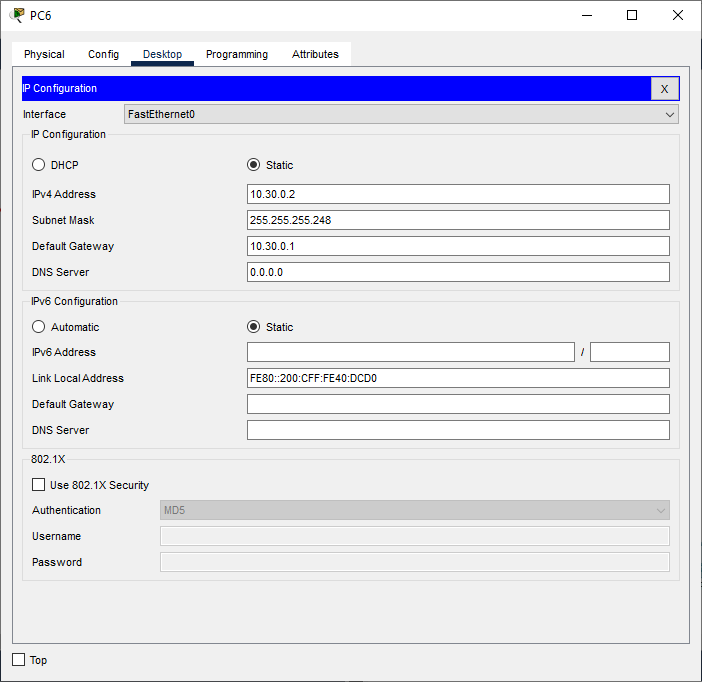 PC6
Physical Config Desktop Programming Attributes
IP Configuration X
Interface FastEthernet0
IP Configuration
DHCP Static
IPv4 Address 10.30.0.2
Subnet Mask 255.255.255.248
Default Gateway 10.30.0.1
DNS Server 0.0.0.0
IPv6 Configuration
Automatic Static
IPv6 Address /
Link Local Address FE80::200:CFF:FE40:DCD0
Default Gateway
DNS Server
802.1X
Use 802.1X Security
Authentication MD5
Username
Password
Top